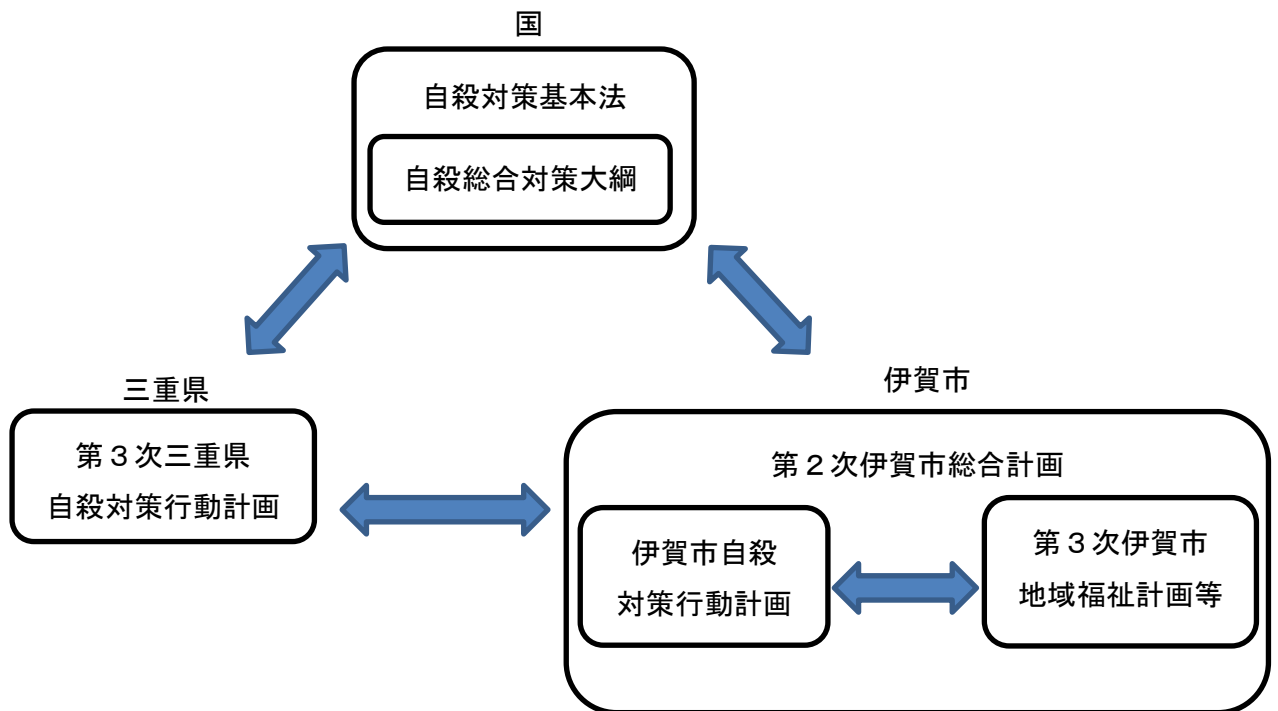 国
自殺対策基本法
自殺総合対策大綱
三重県
第３次三重県
自殺対策行動計画
伊賀市
第２次伊賀市総合計画
伊賀市自殺
対策行動計画
第３次伊賀市
地域福祉計画等